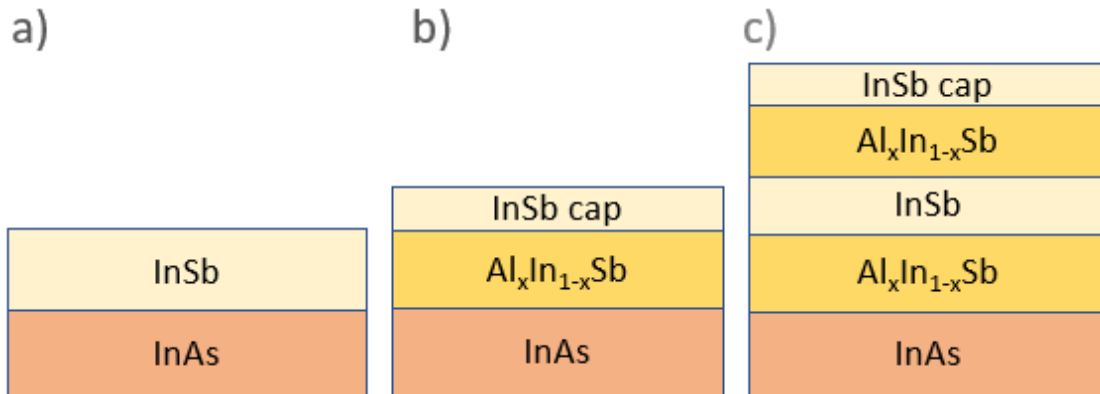 a)
InSb
InAs
b)
InSb cap
AlₓIn₁₋ₓSb
InAs
c)
InSb cap
AlₓIn₁₋ₓSb
InSb
AlₓIn₁₋ₓSb
InAs